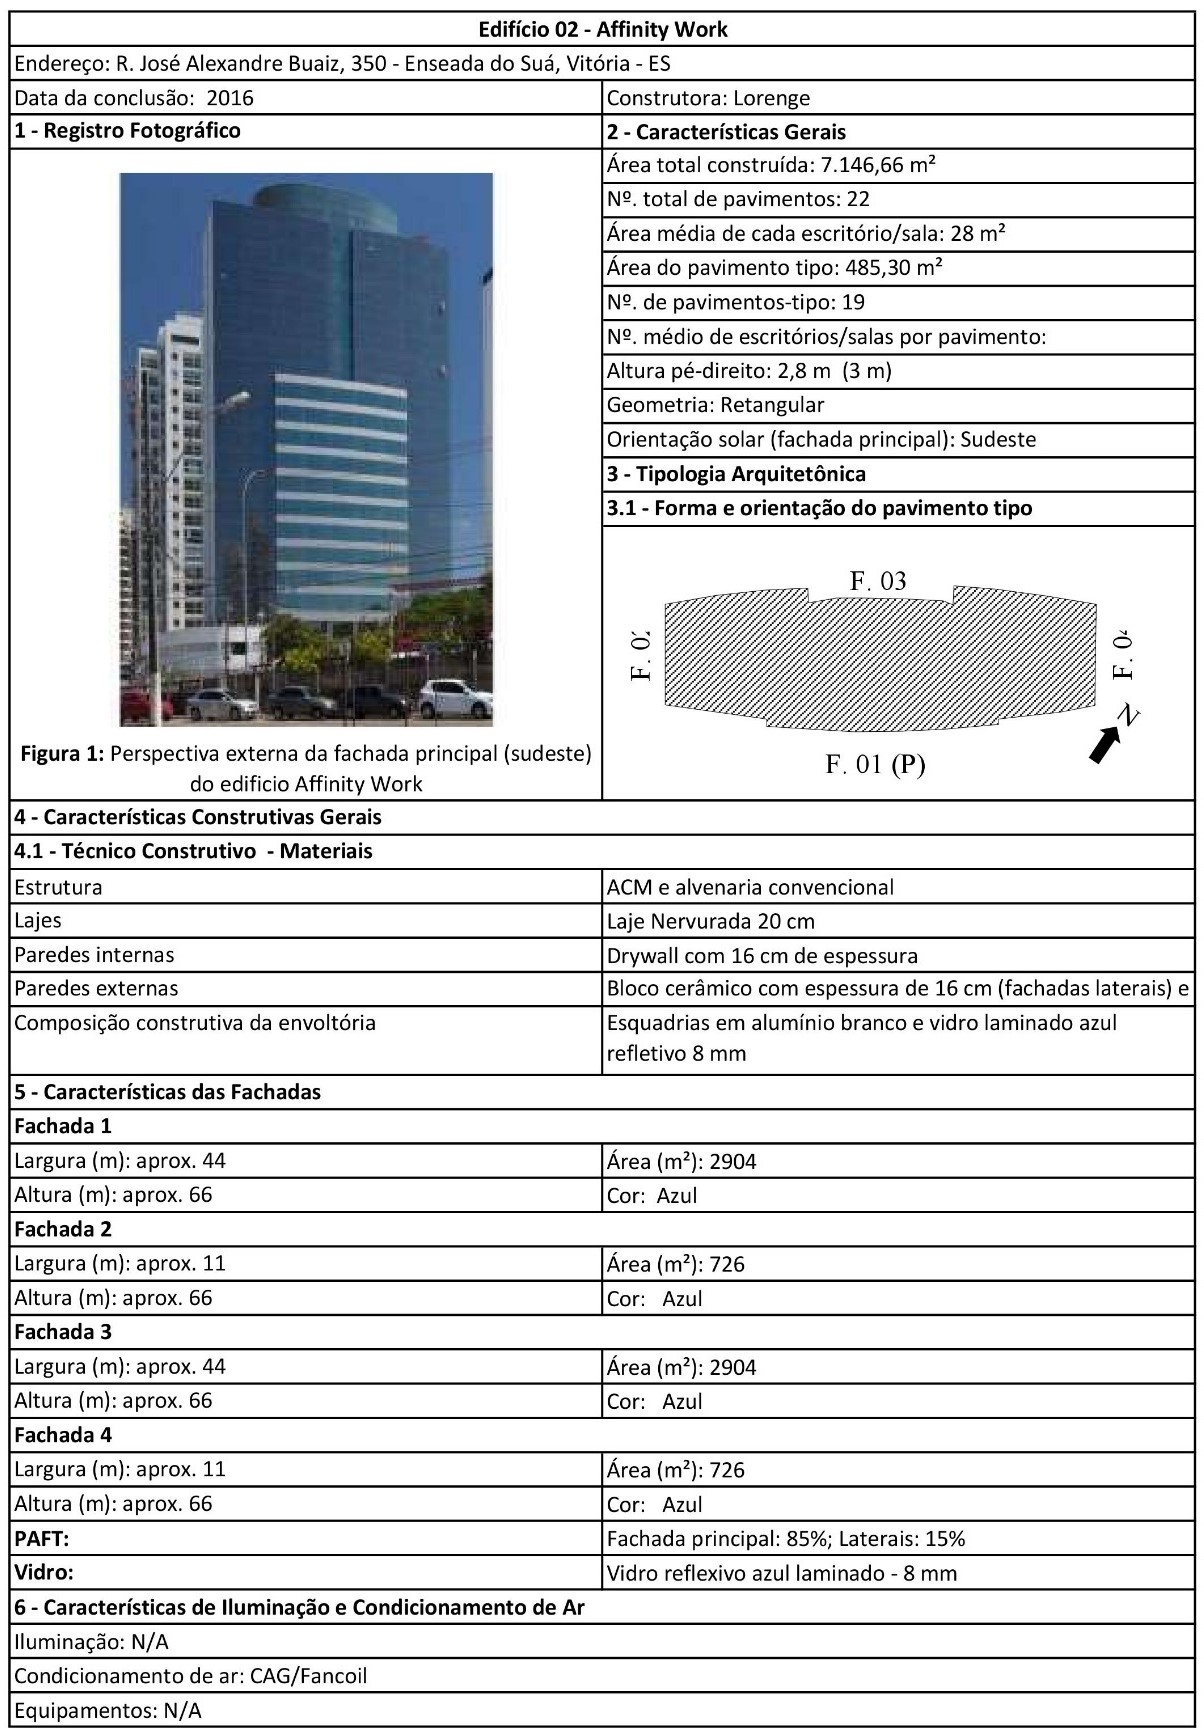 Edifício 02 - Affinity Work
Endereço: R. José Alexandre Buaiz, 350 - Enseada do Suá, Vitória - ES
Data da conclusão:  2016
Construtora: Lorenge
1 - Registro Fotográfico
Figura 1: Perspectiva externa da fachada principal (sudeste)
do edificio Affinity Work
2 - Características Gerais
Área total construída: 7.146,66 m²
Nº. total de pavimentos: 22
Área média de cada escritório/sala: 28 m²
Área do pavimento tipo: 485,30 m²
Nº. de pavimentos-tipo: 19
Nº. médio de escritórios/salas por pavimento:
Altura pé-direito: 2,8 m  (3 m)
Geometria: Retangular
Orientação solar (fachada principal): Sudeste
3 - Tipologia Arquitetônica
3.1 - Forma e orientação do pavimento tipo
F. 03
F. 02
F. 04
N
F. 01 (P)
4 - Características Construtivas Gerais
4.1 - Técnico Construtivo  - Materiais
Estrutura
ACM e alvenaria convencional
Lajes
Laje Nervurada 20 cm
Paredes internas
Drywall com 16 cm de espessura
Paredes externas
Bloco cerâmico com espessura de 16 cm (fachadas laterais) e
Composição construtiva da envoltória
Esquadrias em alumínio branco e vidro laminado azul
refletivo 8 mm
5 - Características das Fachadas
Fachada 1
Largura (m): aprox. 44
Área (m²): 2904
Altura (m): aprox. 66
Cor:  Azul
Fachada 2
Largura (m): aprox. 11
Área (m²): 726
Altura (m): aprox. 66
Cor:   Azul
Fachada 3
Largura (m): aprox. 44
Área (m²): 2904
Altura (m): aprox. 66
Cor:   Azul
Fachada 4
Largura (m): aprox. 11
Área (m²): 726
Altura (m): aprox. 66
Cor:   Azul
PAFT:
Fachada principal: 85%; Laterais: 15%
Vidro:
Vidro reflexivo azul laminado - 8 mm
6 - Características de Iluminação e Condicionamento de Ar
Iluminação: N/A
Condicionamento de ar: CAG/Fancoil
Equipamentos: N/A